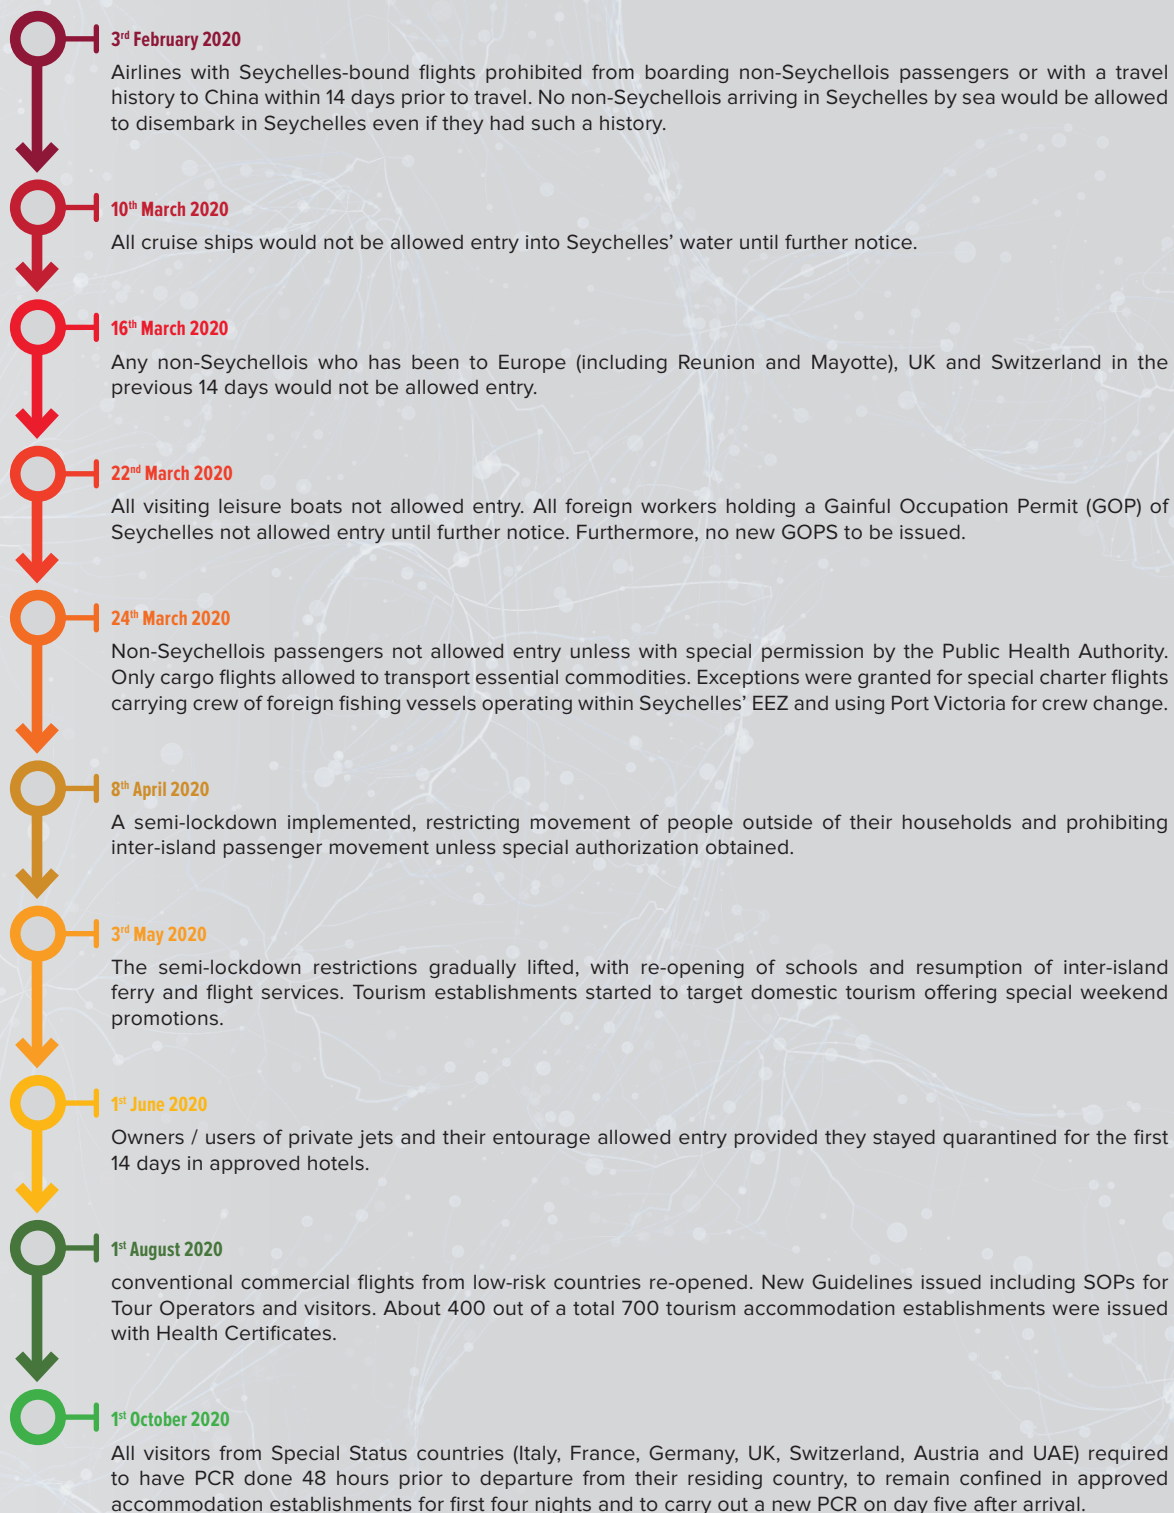 3rd February 2020
Airlines with Seychelles-bound flights prohibited from boarding non-Seychellois passengers or with a travel
history to China within 14 days prior to travel. No non-Seychellois arriving in Seychelles by sea would be allowed
to disembark in Seychelles even if they had such a history.
10th March 2020
All cruise ships would not be allowed entry into Seychelles’ water until further notice.
16th March 2020
Any non-Seychellois who has been to Europe (including Reunion and Mayotte), UK and Switzerland in the
previous 14 days would not be allowed entry.
22nd March 2020
All visiting leisure boats not allowed entry. All foreign workers holding a Gainful Occupation Permit (GOP) of
Seychelles not allowed entry until further notice. Furthermore, no new GOPS to be issued.
24th March 2020
Non-Seychellois passengers not allowed entry unless with special permission by the Public Health Authority.
Only cargo flights allowed to transport essential commodities. Exceptions were granted for special charter flights
carrying crew of foreign fishing vessels operating within Seychelles’ EEZ and using Port Victoria for crew change.
8th April 2020
A semi-lockdown implemented, restricting movement of people outside of their households and prohibiting
inter-island passenger movement unless special authorization obtained.
3rd May 2020
The semi-lockdown restrictions gradually lifted, with re-opening of schools and resumption of inter-island
ferry and flight services. Tourism establishments started to target domestic tourism offering special weekend
promotions.
1st June 2020
Owners / users of private jets and their entourage allowed entry provided they stayed quarantined for the first
14 days in approved hotels.
1st August 2020
conventional commercial flights from low-risk countries re-opened. New Guidelines issued including SOPs for
Tour Operators and visitors. About 400 out of a total 700 tourism accommodation establishments were issued
with Health Certificates.
1st October 2020
All visitors from Special Status countries (Italy, France, Germany, UK, Switzerland, Austria and UAE) required
to have PCR done 48 hours prior to departure from their residing country, to remain confined in approved
accommodation establishments for first four nights and to carry out a new PCR on day five after arrival.